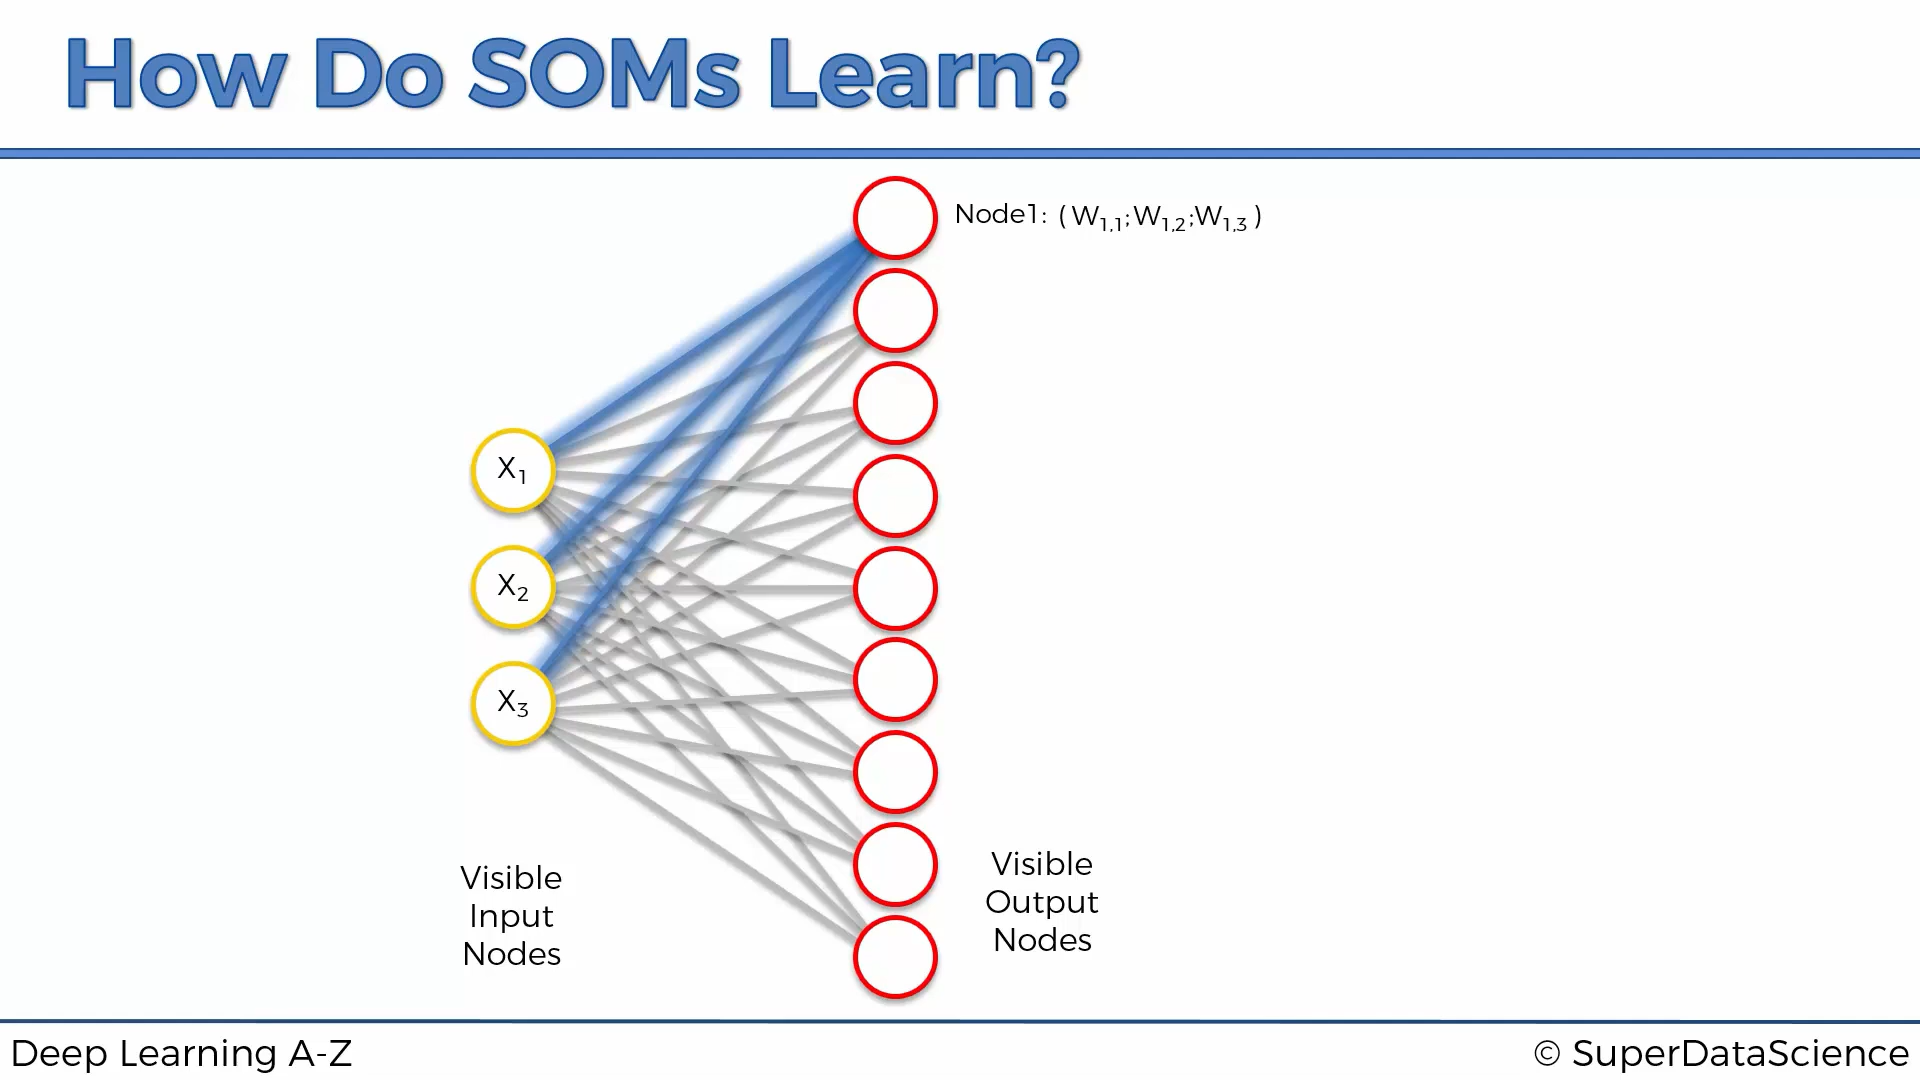 How Do SOMs Learn?
Node1: (W1,1;W1,2;W1,3)
X1
X2
X3
Visible
Input
Nodes
Visible
Output
Nodes
Deep Learning A-Z
© SuperDataScience